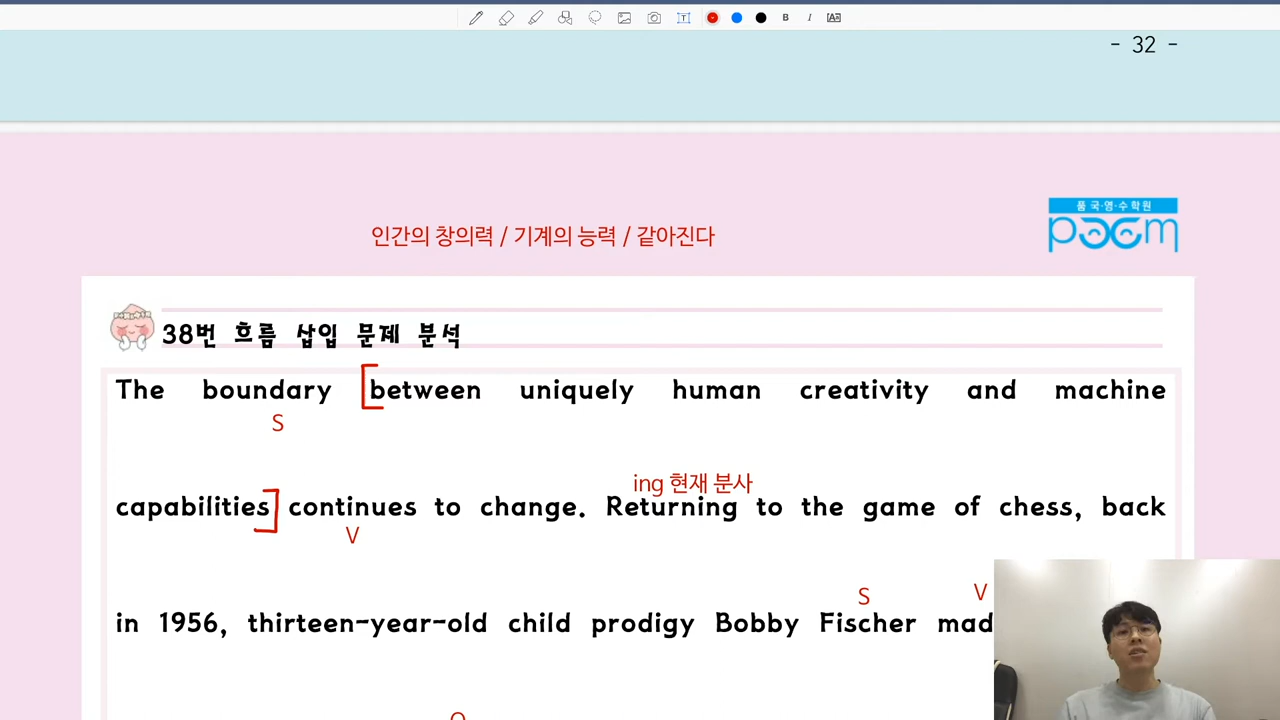 T B I A
- 32 -
품 국·영·수 학원
poem
인간의 창의력 / 기계의 능력 / 같아진다
38번 흐름 삽입 문제 분석
The boundary [between uniquely human creativity and machine
S
ing 현재 분사
capabilities] continues to change. Returning to the game of chess, back
V
S V
in 1956, thirteen-year-old child prodigy Bobby Fischer mad